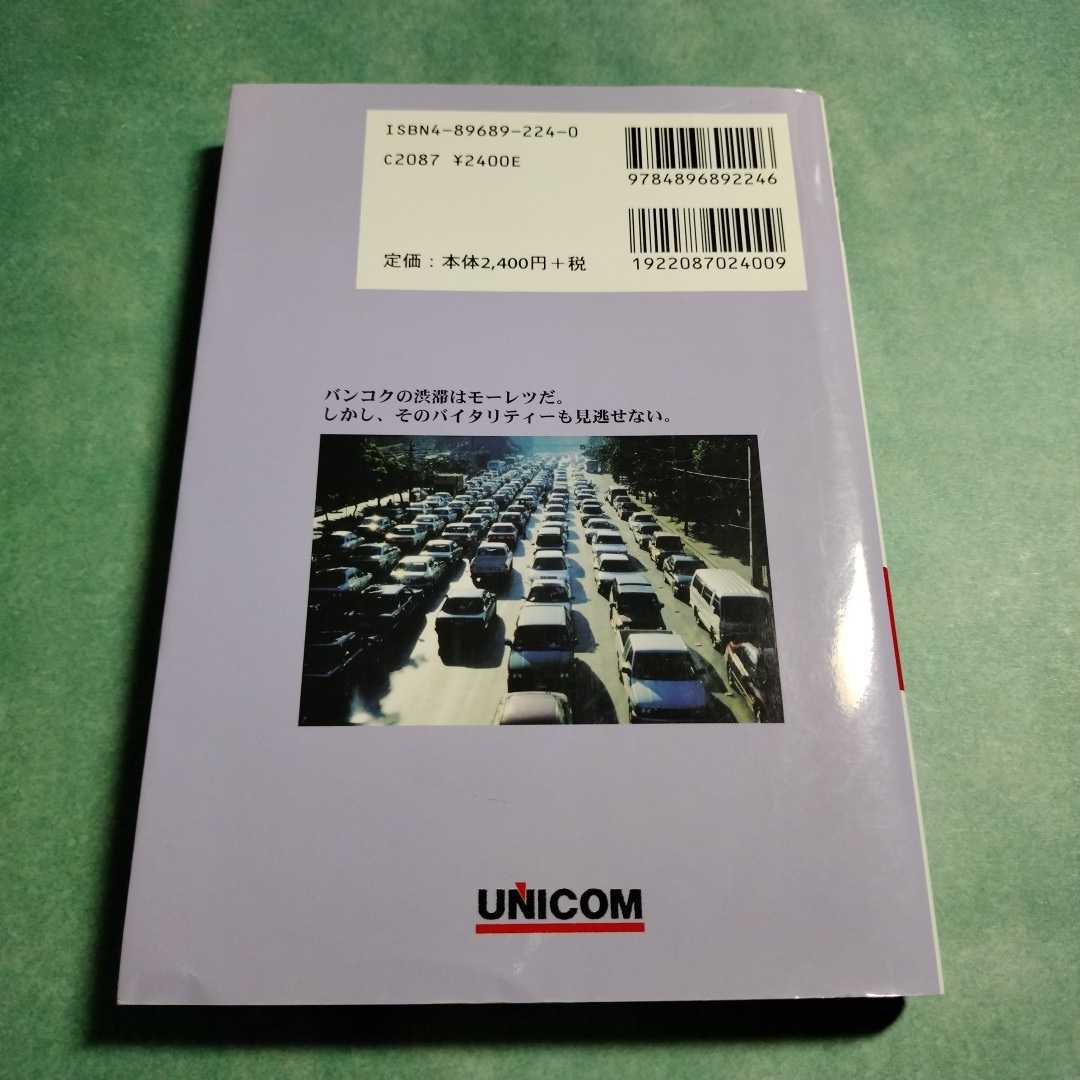 ISBN4-89689-224-0
C2087 ¥2400E
9784896892246
定価：本体2,400円＋税
1922087024009
バンコクの渋滞はモーレツだ。
しかし、そのバイタリティーも見逃せない。
UNICOM